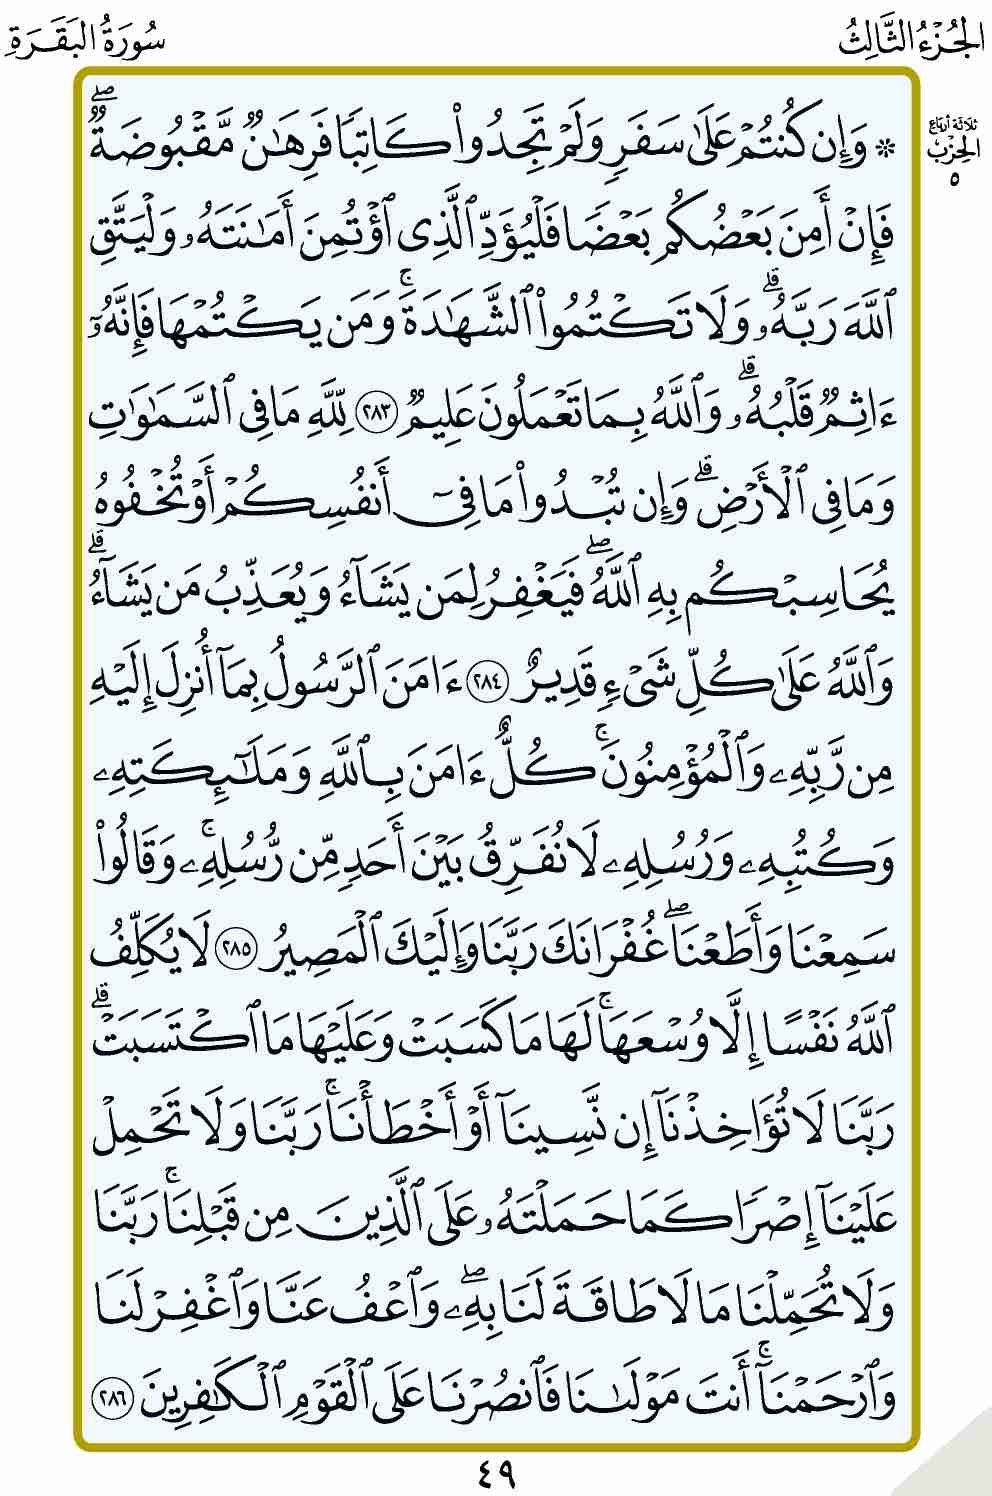 الجُزْءُ الثَّالِثُ
سُورَةُ البَقَرَةِ
ثلاثة أرباع
الحِزْب
٥
* وَإِن كُنتُمْ عَلَىٰ سَفَرٍ وَلَمْ تَجِدُوا۟ كَاتِبًا فَرِهَـٰنٌ مَّقْبُوضَةٌ ۖ
فَإِنْ أَمِنَ بَعْضُكُم بَعْضًا فَلْيُؤَدِّ ٱلَّذِى ٱؤْتُمِنَ أَمَـٰنَتَهُۥ وَلْيَتَّقِ
ٱللَّهَ رَبَّهُۥ ۗ وَلَا تَكْتُمُوا۟ ٱلشَّهَـٰدَةَ ۚ وَمَن يَكْتُمْهَا فَإِنَّهُۥٓ
ءَاثِمٌ قَلْبُهُۥ ۗ وَٱللَّهُ بِمَا تَعْمَلُونَ عَلِيمٌ ٢٨٣ لِّلَّهِ مَا فِى ٱلسَّمَـٰوَٰتِ
وَمَا فِى ٱلْأَرْضِ ۗ وَإِن تُبْدُوا۟ مَا فِىٓ أَنفُسِكُمْ أَوْ تُخْفُوهُ
يُحَاسِبْكُم بِهِ ٱللَّهُ ۖ فَيَغْفِرُ لِمَن يَشَآءُ وَيُعَذِّبُ مَن يَشَآءُ ۗ
وَٱللَّهُ عَلَىٰ كُلِّ شَىْءٍ قَدِيرٌ ٢٨٤ ءَامَنَ ٱلرَّسُولُ بِمَآ أُنزِلَ إِلَيْهِ
مِن رَّبِّهِۦ وَٱلْمُؤْمِنُونَ ۚ كُلٌّ ءَامَنَ بِٱللَّهِ وَمَلَـٰٓئِكَتِهِۦ
وَكُتُبِهِۦ وَرُسُلِهِۦ لَا نُفَرِّقُ بَيْنَ أَحَدٍ مِّن رُّسُلِهِۦ ۚ وَقَالُوا۟
سَمِعْنَا وَأَطَعْنَا ۖ غُفْرَانَكَ رَبَّنَا وَإِلَيْكَ ٱلْمَصِيرُ ٢٨٥ لَا يُكَلِّفُ
ٱللَّهُ نَفْسًا إِلَّا وُسْعَهَا ۚ لَهَا مَا كَسَبَتْ وَعَلَيْهَا مَا ٱكْتَسَبَتْ ۗ
رَبَّنَا لَا تُؤَاخِذْنَآ إِن نَّسِينَآ أَوْ أَخْطَأْنَا ۚ رَبَّنَا وَلَا تَحْمِلْ
عَلَيْنَآ إِصْرًا كَمَا حَمَلْتَهُۥ عَلَى ٱلَّذِينَ مِن قَبْلِنَا ۚ رَبَّنَا
وَلَا تُحَمِّلْنَا مَا لَا طَاقَةَ لَنَا بِهِۦ ۖ وَٱعْفُ عَنَّا وَٱغْفِرْ لَنَا
وَٱرْحَمْنَآ ۚ أَنتَ مَوْلَىٰنَا فَٱنصُرْنَا عَلَى ٱلْقَوْمِ ٱلْكَـٰفِرِينَ ٢٨٦
٤٩